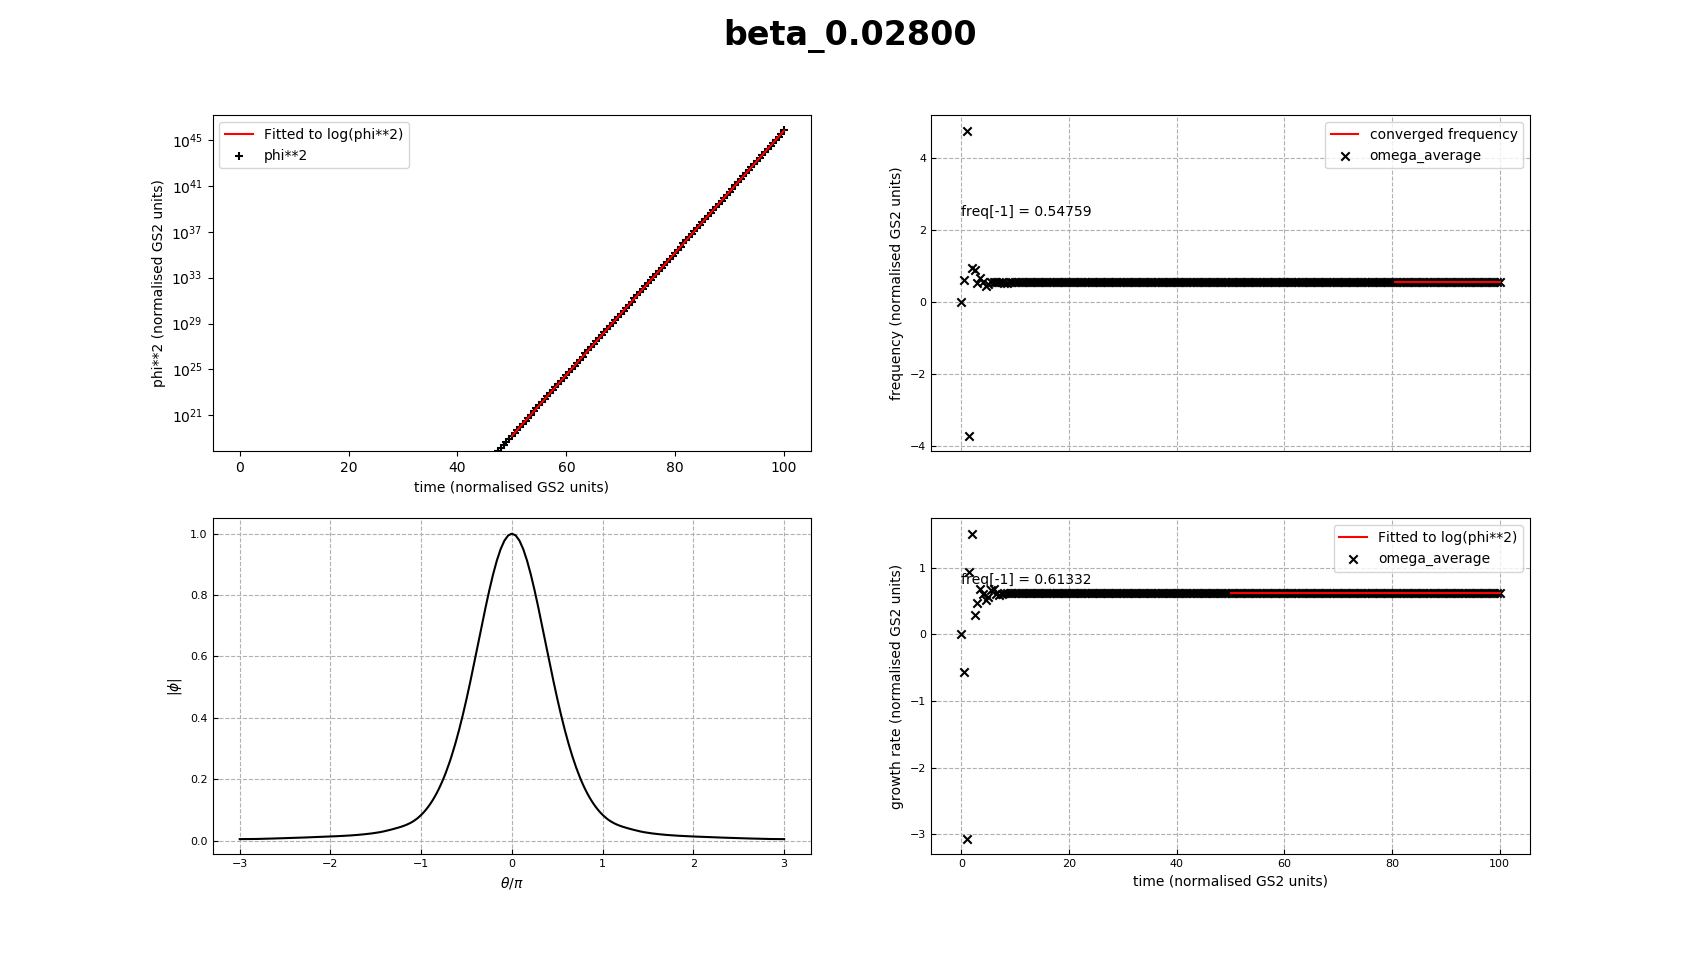 beta_0.02800
Fitted to log(phi**2)
phi**2
phi**2 (normalised GS2 units)
10^45
10^41
10^37
10^33
10^29
10^25
10^21
0 20 40 60 80 100
time (normalised GS2 units)
converged frequency
omega_average
freq[-1] = 0.54759
frequency (normalised GS2 units)
4
2
0
−2
−4
|ϕ|
1.0
0.8
0.6
0.4
0.2
0.0
−3 −2 −1 0 1 2 3
θ/π
Fitted to log(phi**2)
omega_average
freq[-1] = 0.61332
growth rate (normalised GS2 units)
1
0
−1
−2
−3
0 20 40 60 80 100
time (normalised GS2 units)